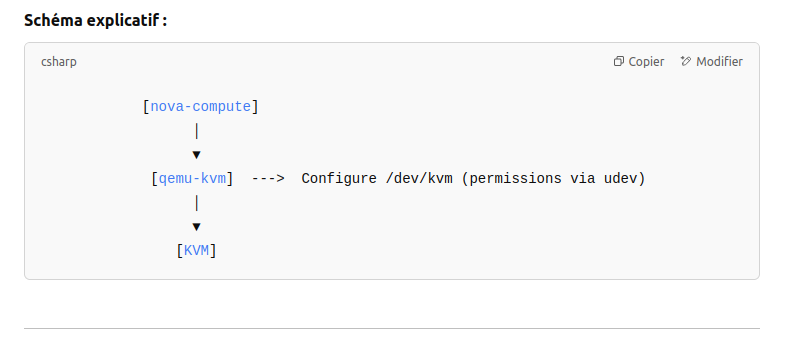 Schéma explicatif :
csharp
Copier
Modifier
[nova-compute]
│
▼
[qemu-kvm]  --->  Configure /dev/kvm (permissions via udev)
│
▼
[KVM]